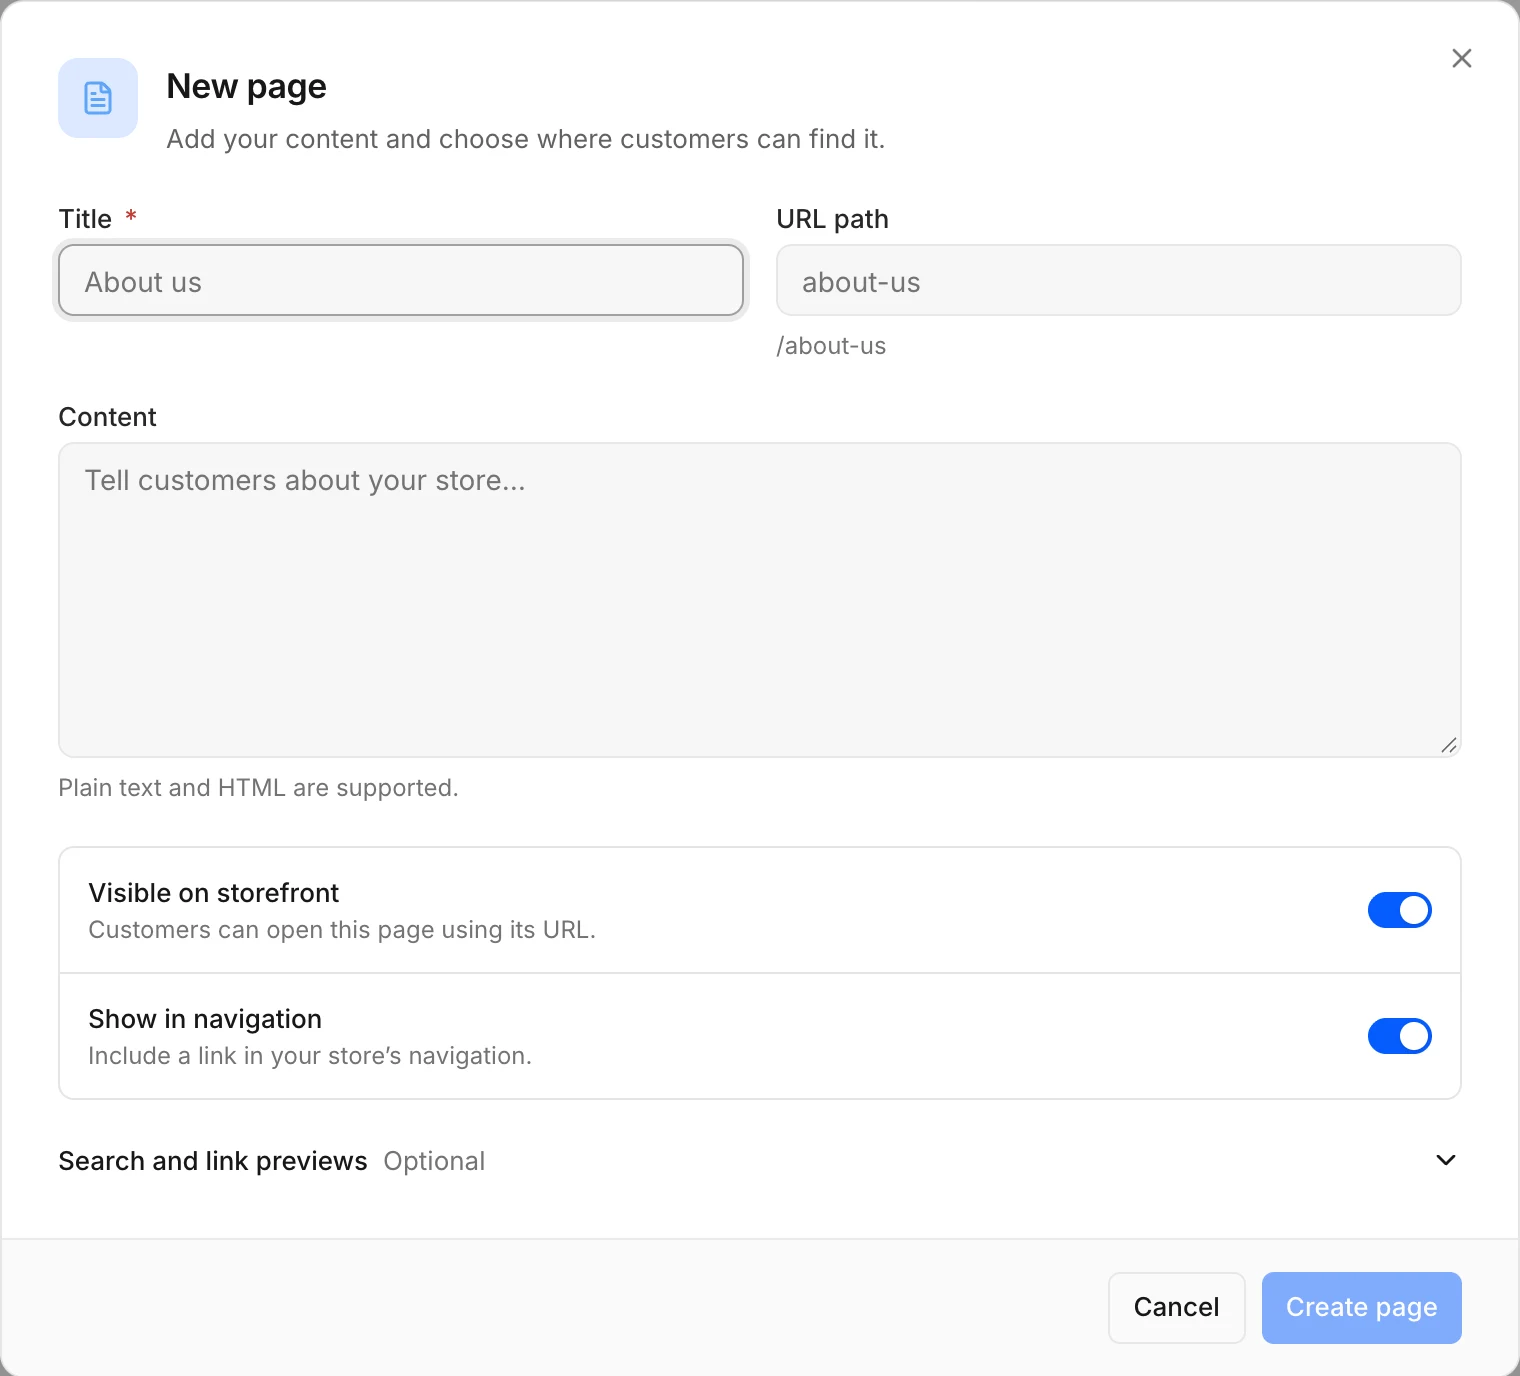 New page
Add your content and choose where customers can find it.
Title *
URL path
About us
about-us
/about-us
Content
Tell customers about your store...
Plain text and HTML are supported.
Visible on storefront
Customers can open this page using its URL.
Show in navigation
Include a link in your store’s navigation.
Search and link previews Optional
Cancel
Create page